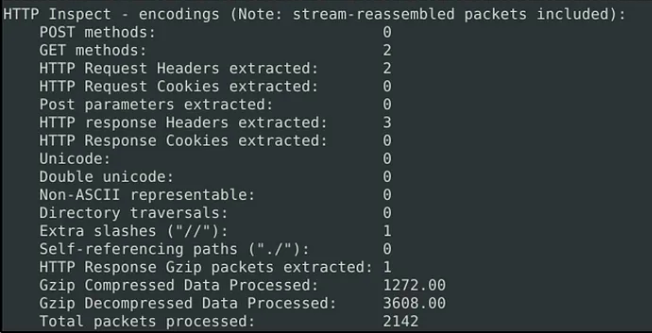 HTTP Inspect - encodings (Note: stream-reassembled packets included):
POST methods: 0
GET methods: 2
HTTP Request Headers extracted: 2
HTTP Request Cookies extracted: 0
Post parameters extracted: 0
HTTP response Headers extracted: 3
HTTP Response Cookies extracted: 0
Unicode: 0
Double unicode: 0
Non-ASCII representable: 0
Directory traversals: 0
Extra slashes ("//"): 1
Self-referencing paths ("./"): 0
HTTP Response Gzip packets extracted: 1
Gzip Compressed Data Processed: 1272.00
Gzip Decompressed Data Processed: 3608.00
Total packets processed: 2142